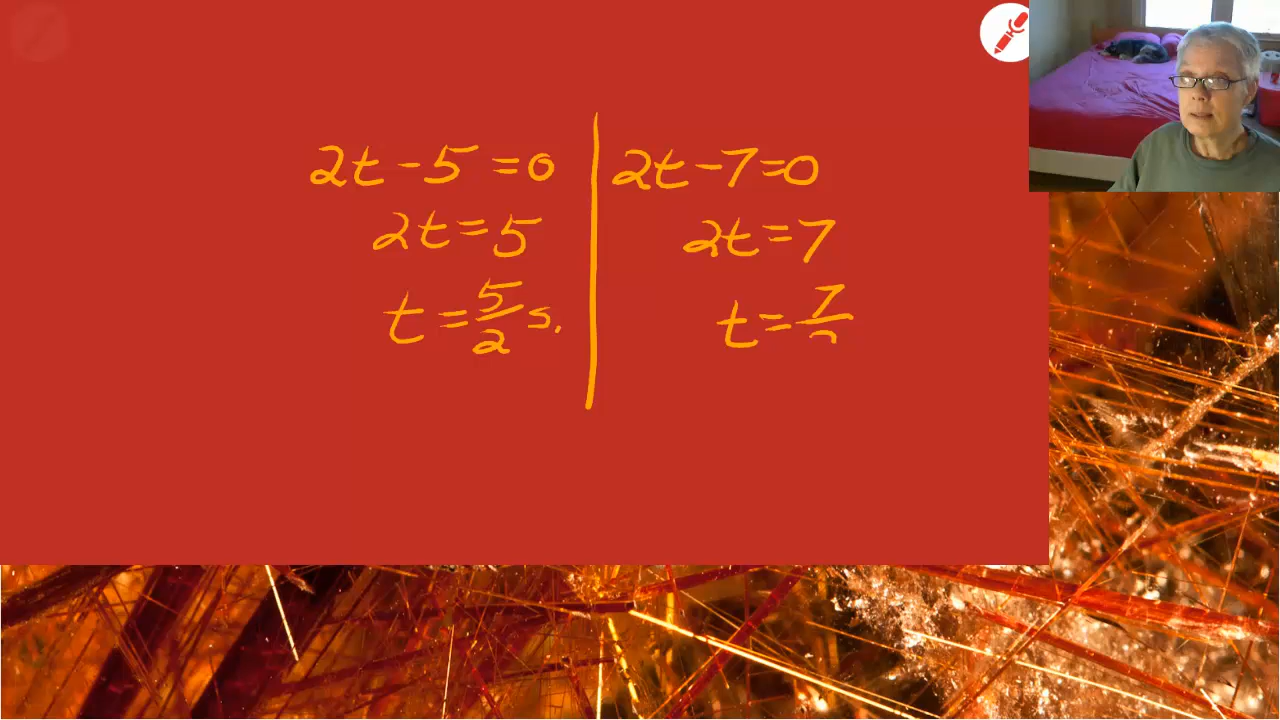 2t - 5 = 0
2t = 5
t = 5/2 s.
2t - 7 = 0
2t = 7
t = 7/